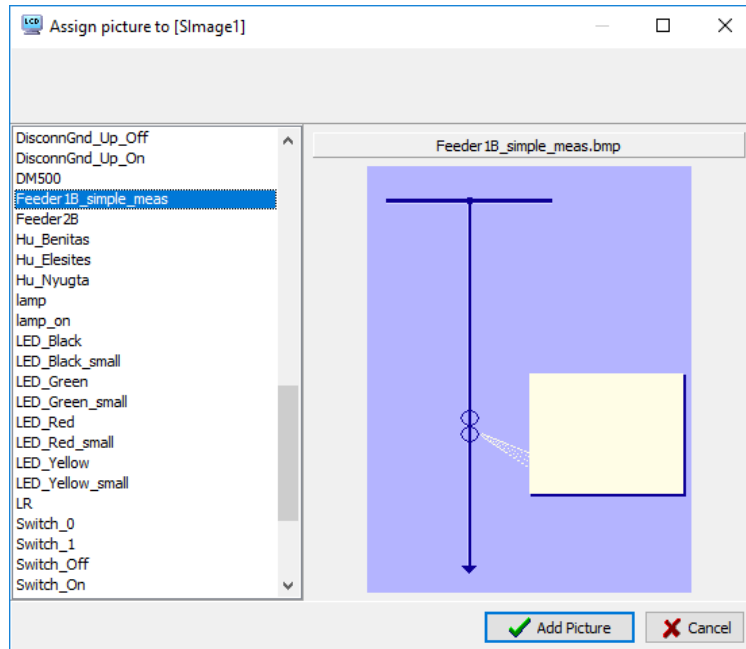 LCD
Assign picture to [SImage1]
DisconnGnd_Up_Off
DisconnGnd_Up_On
DM500
Feeder1B_simple_meas
Feeder2B
Hu_Benitas
Hu_Elesites
Hu_Nyugta
lamp
lamp_on
LED_Black
LED_Black_small
LED_Green
LED_Green_small
LED_Red
LED_Red_small
LED_Yellow
LED_Yellow_small
LR
Switch_0
Switch_1
Switch_Off
Switch_On
Feeder1B_simple_meas.bmp
Add Picture
Cancel